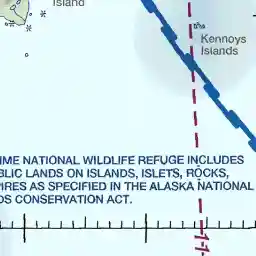 Island
Kennoys
Islands
IME NATIONAL WILDLIFE REFUGE INCLUDES
BLIC LANDS ON ISLANDS, ISLETS, ROCKS,
PIRES AS SPECIFIED IN THE ALASKA NATIONAL
DS CONSERVATION ACT.